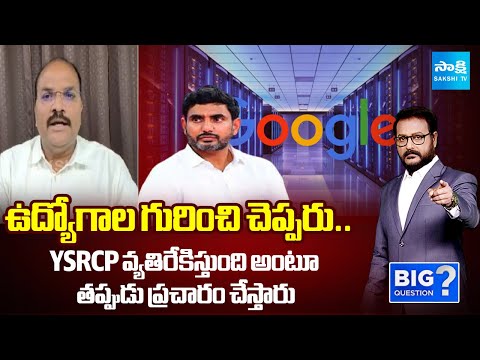 సాక్షి
SAKSHI TV
Google
ఉద్యోగాల గురించి చెప్పరు..
YSRCP వ్యతిరేకిస్తుంది అంటూ
తప్పుడు ప్రచారం చేస్తారు
BIG
QUESTION
?